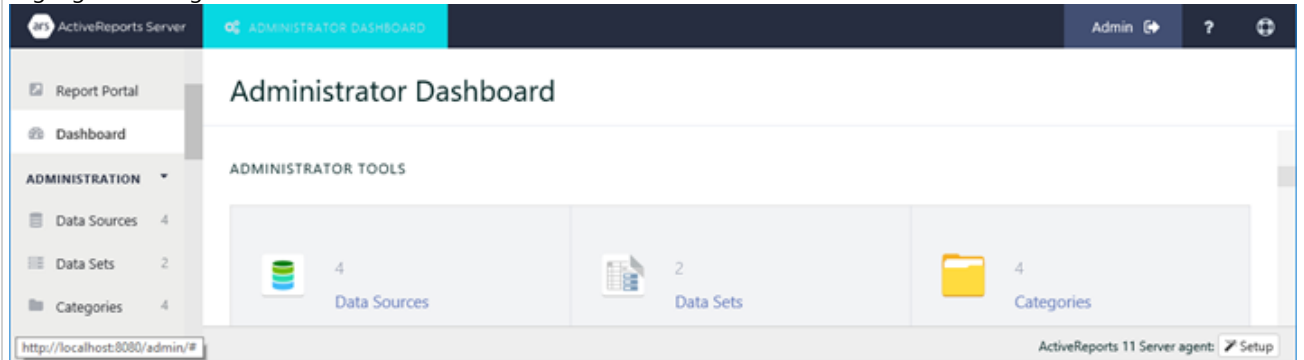 ars ActiveReports Server
ADMINISTRATOR DASHBOARD
Admin
?
Report Portal
Dashboard
ADMINISTRATION
Data Sources 4
Data Sets 2
Categories 4
http://localhost:8080/admin/#
Administrator Dashboard
ADMINISTRATOR TOOLS
4
Data Sources
2
Data Sets
4
Categories
ActiveReports 11 Server agent: Setup